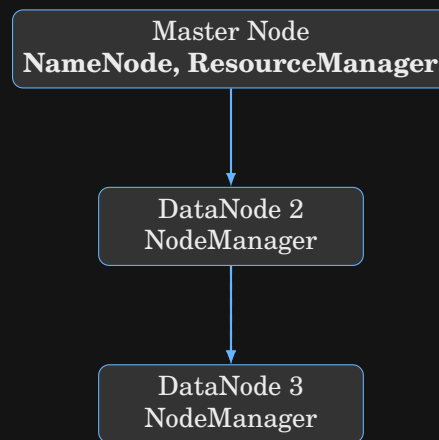 Master Node
NameNode, ResourceManager
DataNode 2
NodeManager
DataNode 3
NodeManager